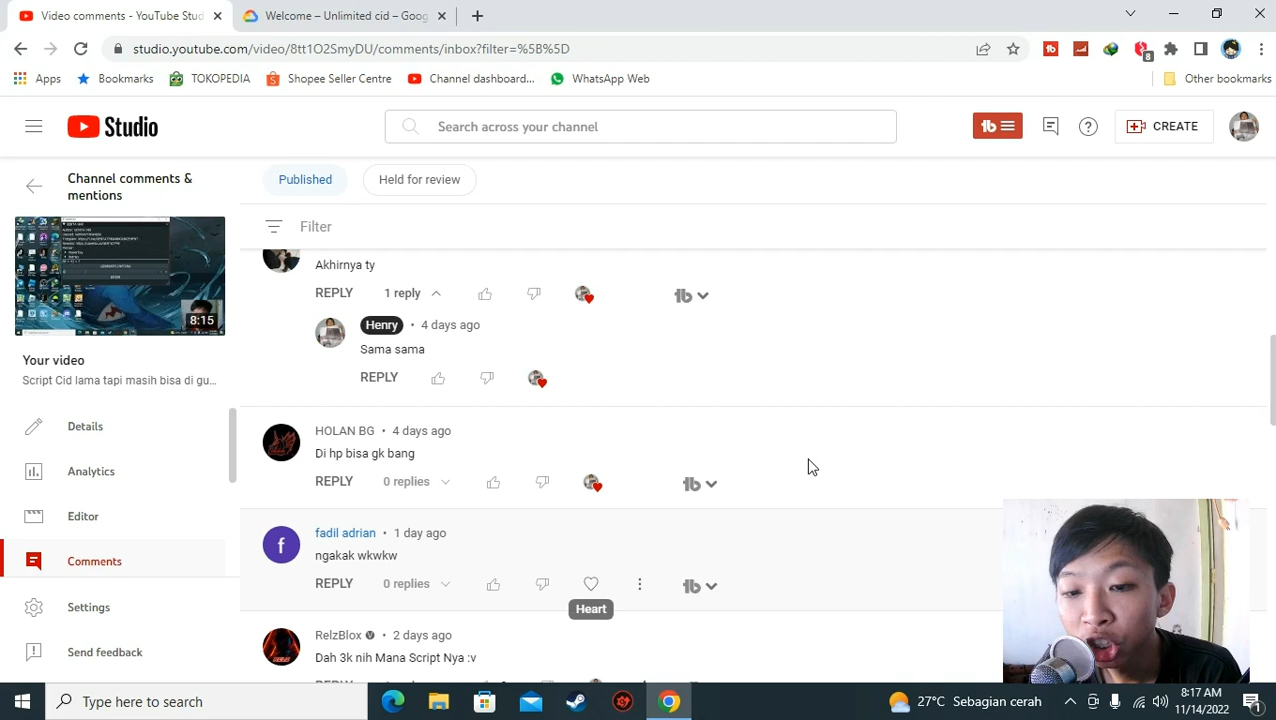 Video comments - YouTube Stud
Welcome – Unlimited cid – Goog
studio.youtube.com/video/8tt1O2SmyDU/comments/inbox?filter=%5B%5D
8
Apps
Bookmarks
TOKOPEDIA
Shopee Seller Centre
Channel dashboard...
WhatsApp Web
Other bookmarks
Studio
Search across your channel
CREATE
Channel comments &
mentions
8:15
Your video
Script Cid lama tapi masih bisa di gu...
Details
Analytics
Editor
Comments
Settings
Send feedback
Published
Held for review
Filter
Akhirnya ty
REPLY 1 reply
Henry • 4 days ago
Sama sama
REPLY
HOLAN BG • 4 days ago
Di hp bisa gk bang
REPLY 0 replies
f
fadil adrian • 1 day ago
ngakak wkwkw
REPLY 0 replies
Heart
RelzBlox • 2 days ago
Dah 3k nih Mana Script Nya :v
Type here to search
27°C Sebagian cerah
:17 AM
11/14/2022
1